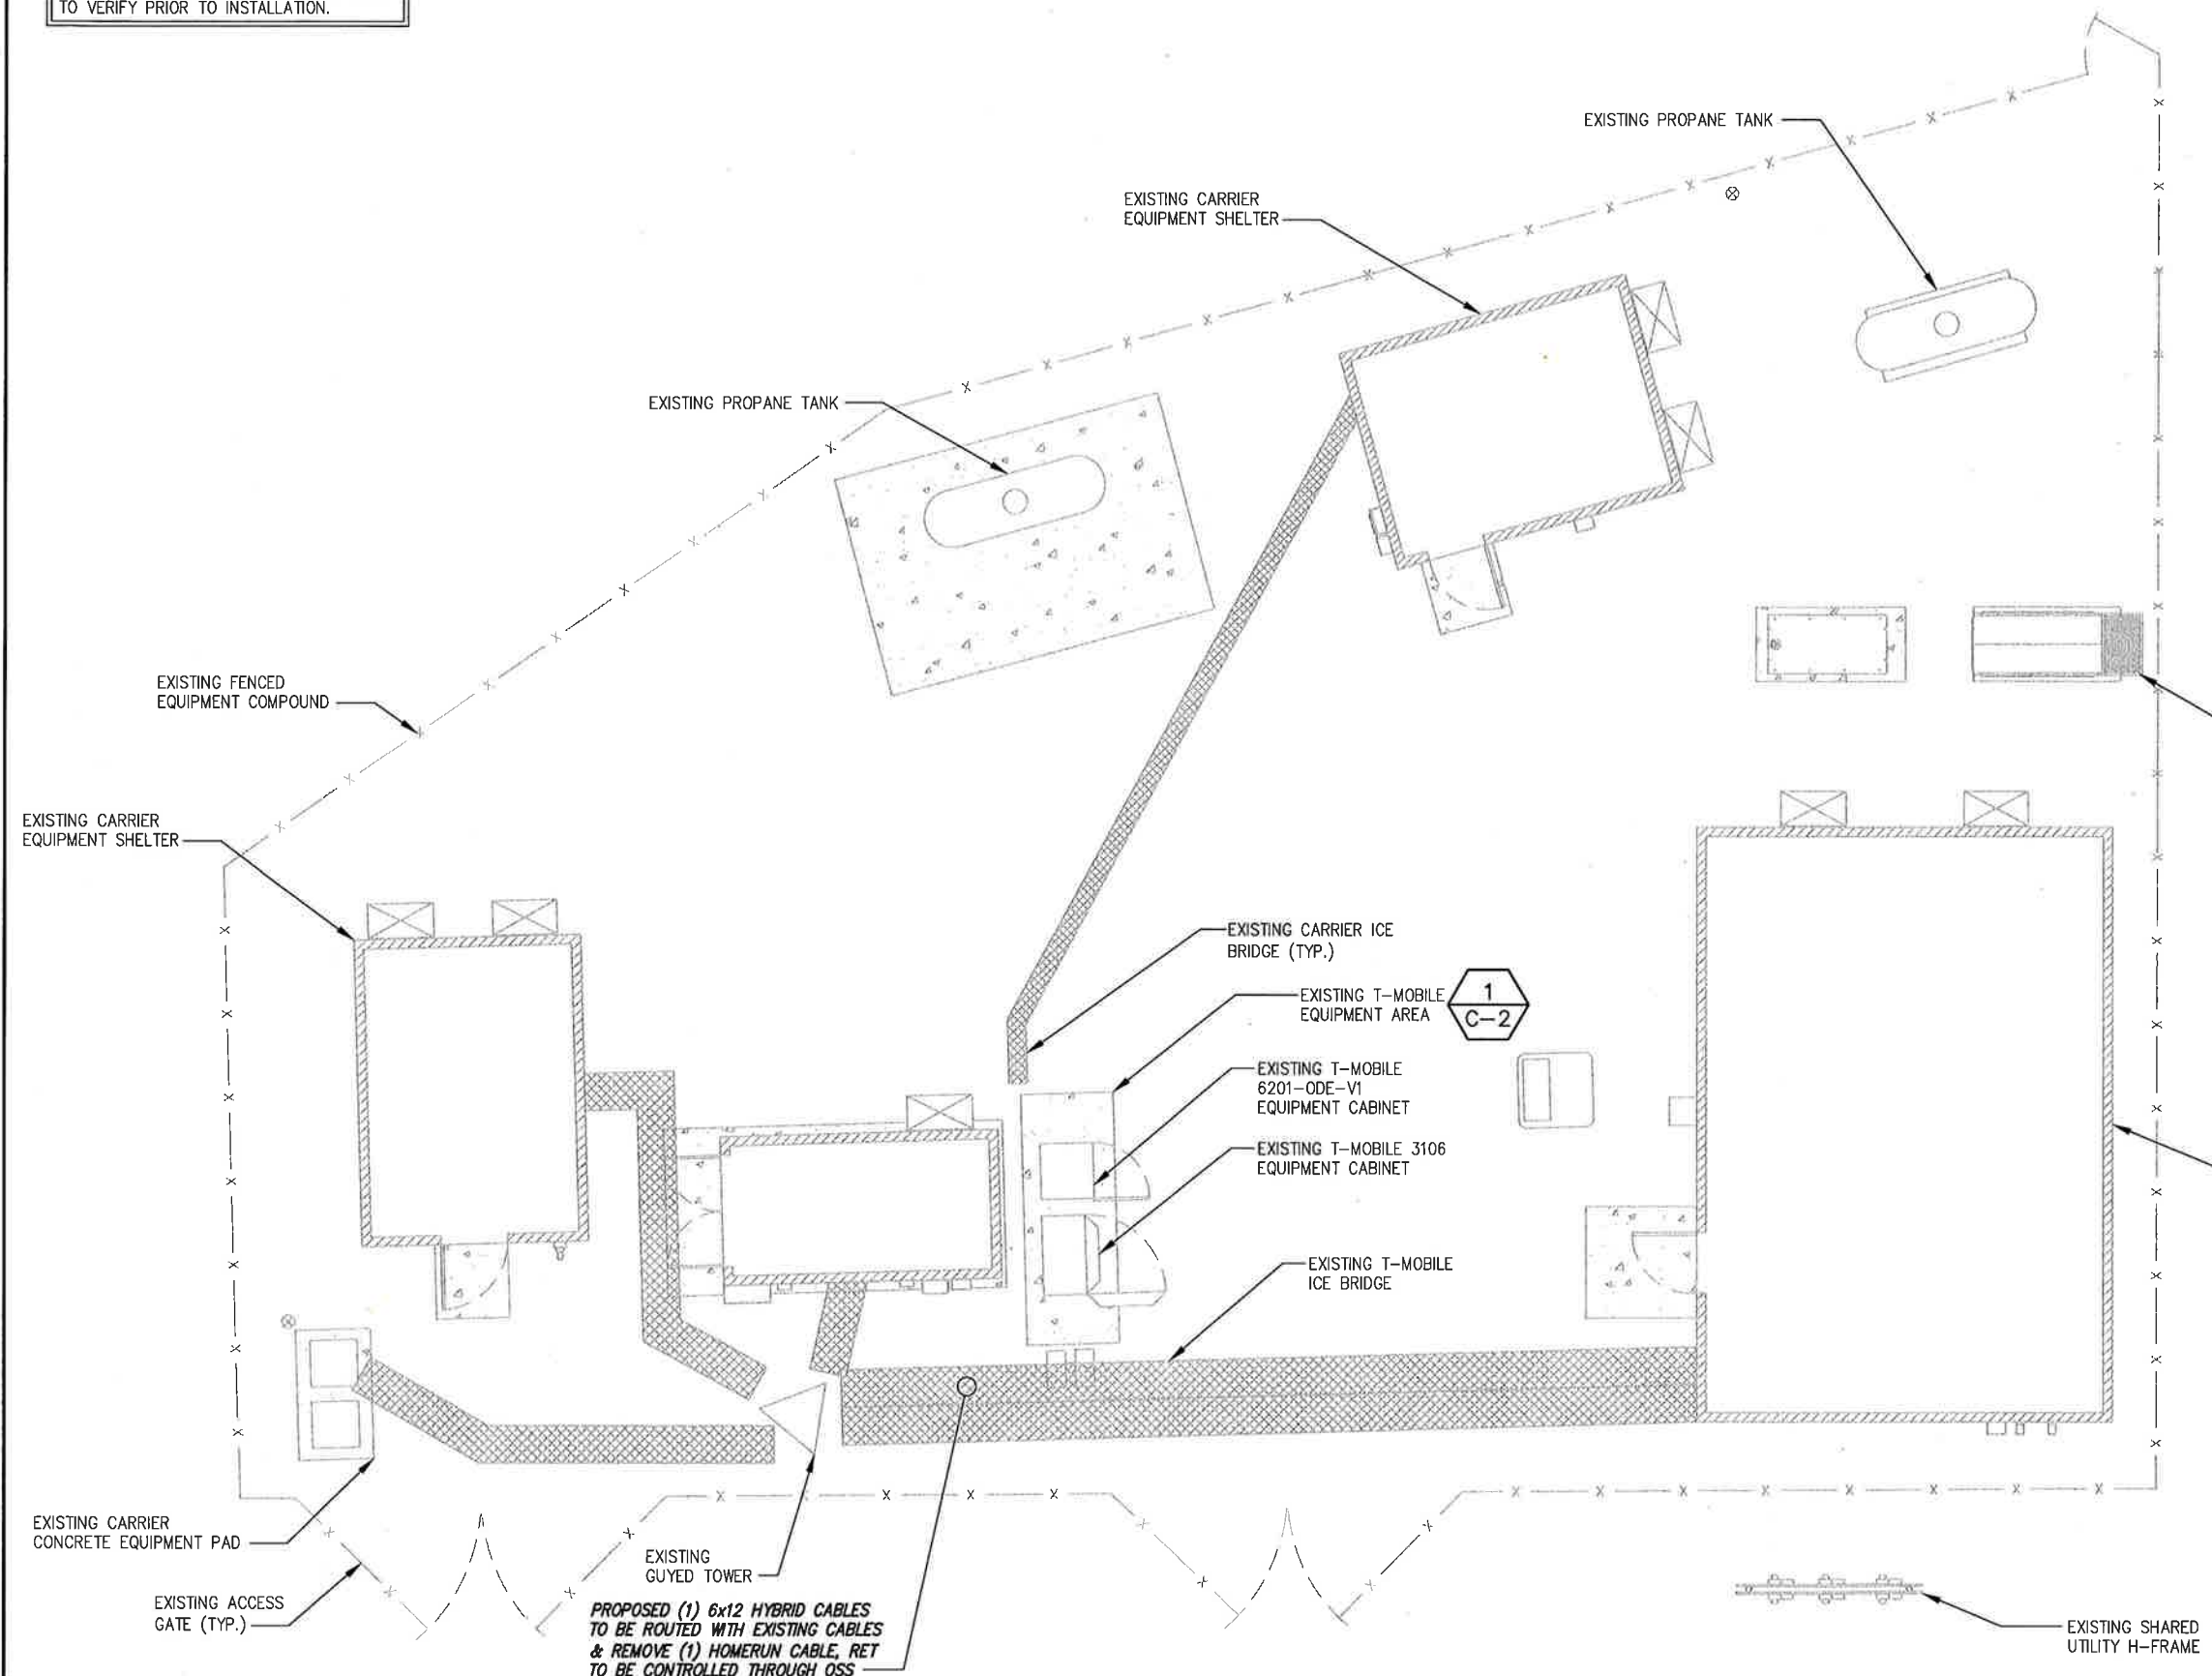 TO VERIFY PRIOR TO INSTALLATION.
EXISTING PROPANE TANK
EXISTING CARRIER
EQUIPMENT SHELTER
EXISTING PROPANE TANK
EXISTING FENCED
EQUIPMENT COMPOUND
EXISTING CARRIER
EQUIPMENT SHELTER
EXISTING CARRIER ICE
BRIDGE (TYP.)
EXISTING T-MOBILE
EQUIPMENT AREA
1
C-2
EXISTING T-MOBILE
6201-ODE-V1
EQUIPMENT CABINET
EXISTING T-MOBILE 3106
EQUIPMENT CABINET
EXISTING T-MOBILE
ICE BRIDGE
EXISTING CARRIER
CONCRETE EQUIPMENT PAD
EXISTING ACCESS
GATE (TYP.)
EXISTING
GUYED TOWER
PROPOSED (1) 6x12 HYBRID CABLES
TO BE ROUTED WITH EXISTING CABLES
& REMOVE (1) HOMERUN CABLE, RET
TO BE CONTROLLED THROUGH OSS
EXISTING SHARED
UTILITY H-FRAME